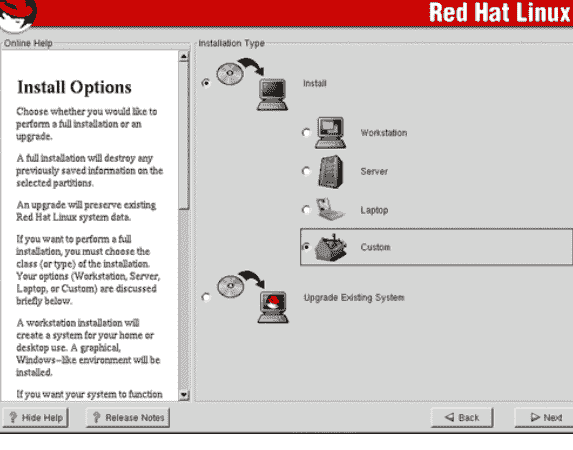 Red Hat Linux
Online Help
Installation Type
Install Options
Choose whether you would like to
perform a full installation or an
upgrade.
A full installation will destroy any
previously saved information on the
selected partitions.
An upgrade will preserve existing
Red Hat Linux system data.
If you want to perform a full
installation, you must choose the
class (or type) of the installation.
Your options (Workstation, Server,
Laptop, or Custom) are discussed
briefly below.
A workstation installation will
create a system for your home or
desktop use. A graphical,
Windows-like environment will be
installed.
If you want your system to function
Install
Workstation
Server
Laptop
Custom
Upgrade Existing System
Hide Help
Release Notes
Back
Next